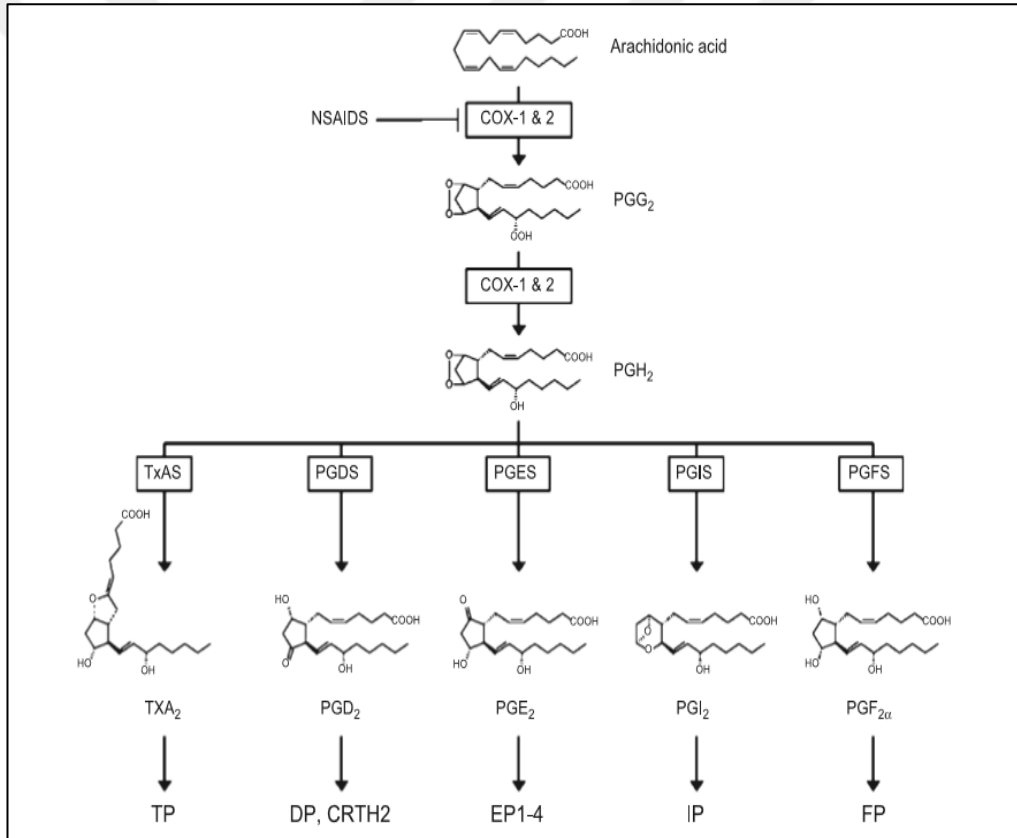 COOH
Arachidonic acid
NSAIDS
COX-1 & 2
O
COOH
PGG₂
O
OOH
COX-1 & 2
O
COOH
PGH₂
O
OH
TxAS PGDS PGES PGIS PGFS
COOH
O HO COOH O COOH O COOH HO COOH
HO OH O OH HO OH O OH HO OH
TXA₂ PGD₂ PGE₂ PGI₂ PGF₂α
TP DP, CRTH2 EP1-4 IP FP